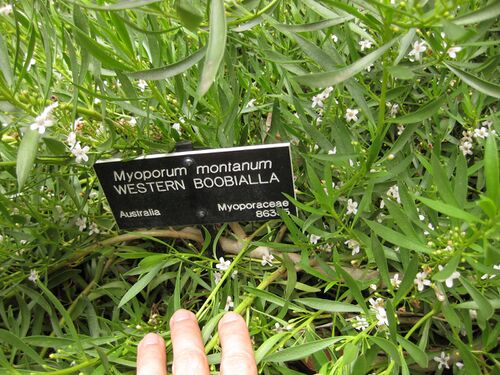 Myoporum montanum
WESTERN BOOBIALLA
Australia
Myoporaceae